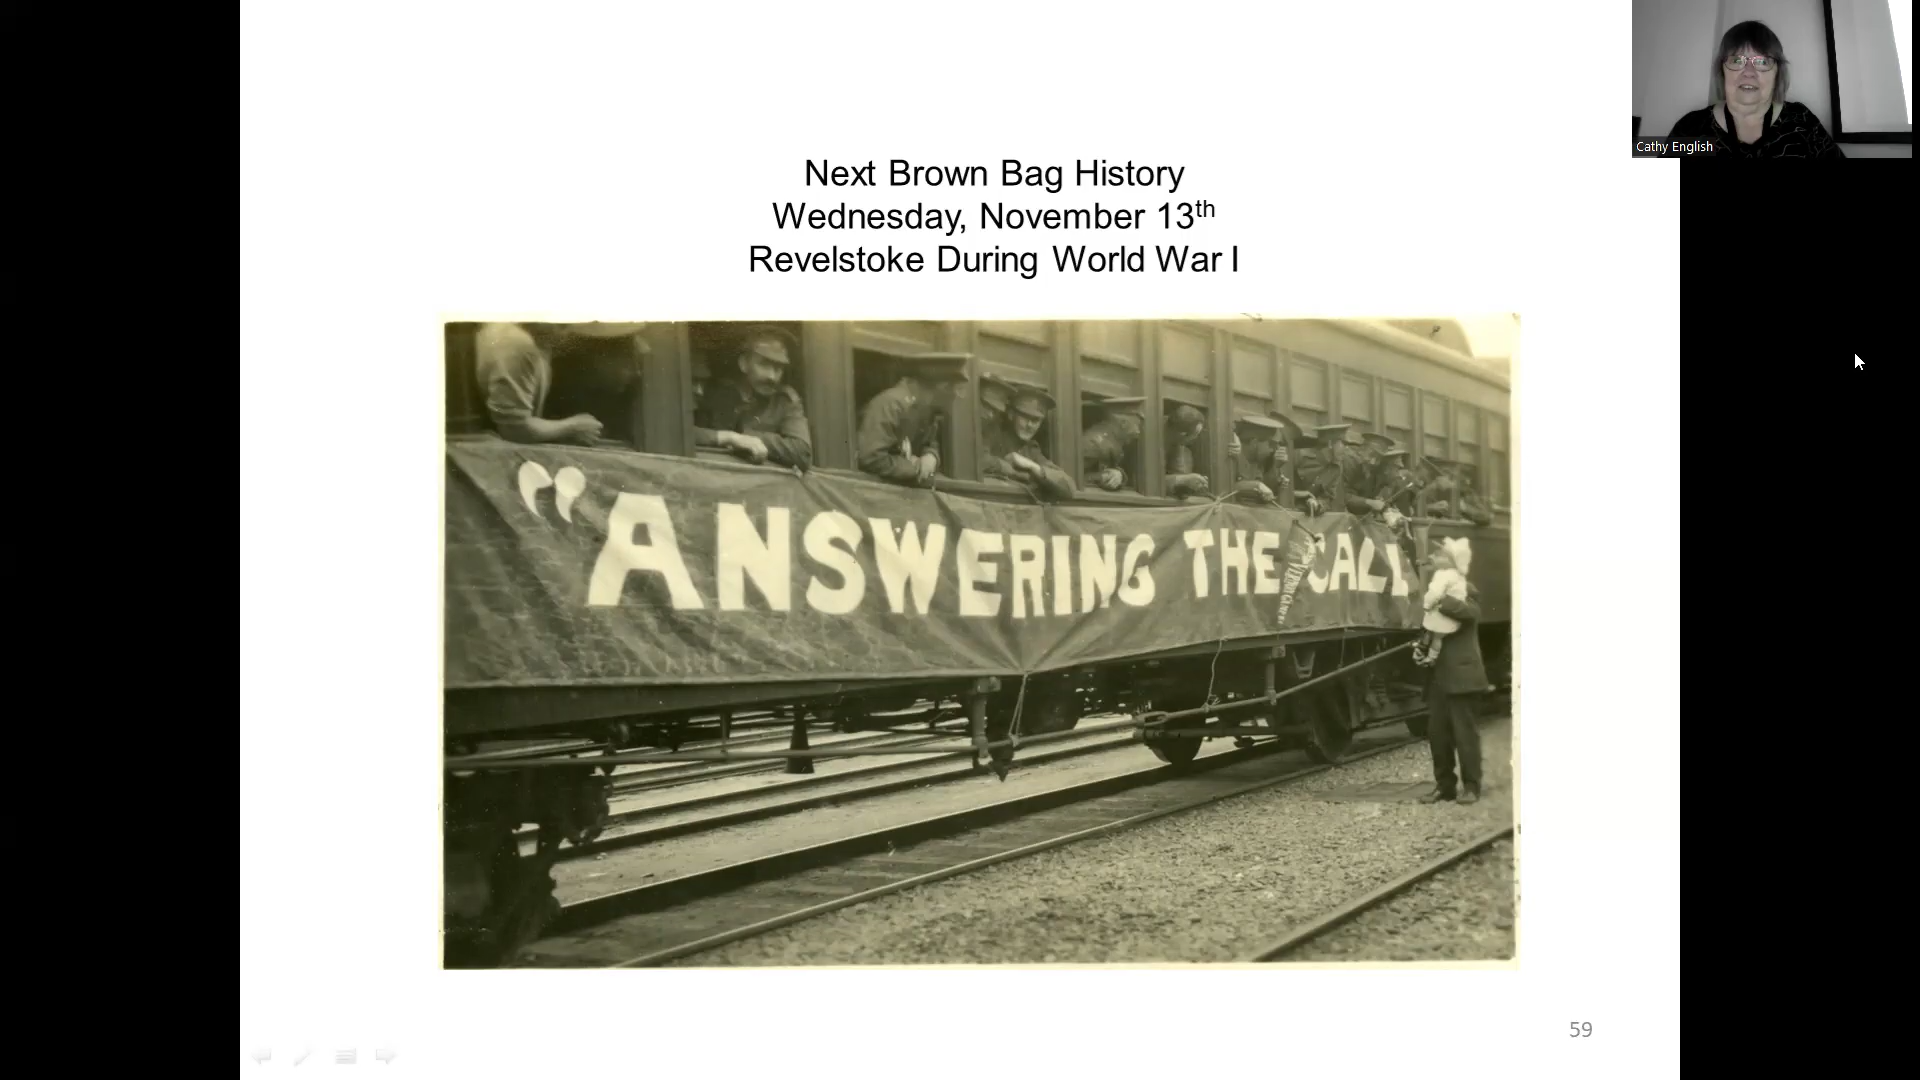 Cathy English
Next Brown Bag History
Wednesday, November 13th
Revelstoke During World War I
"ANSWERING THE CALL
59